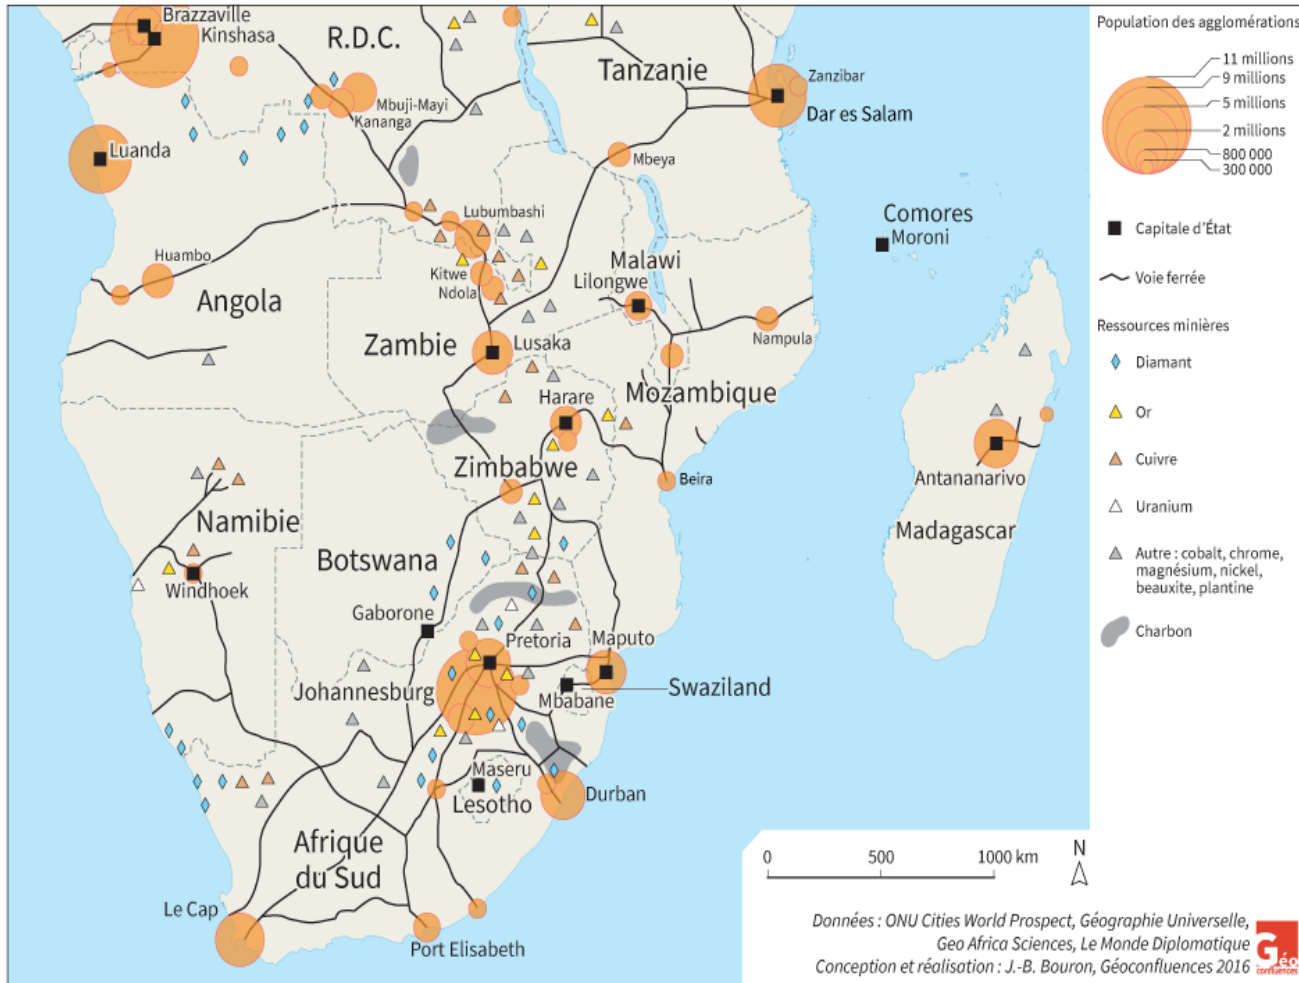 Brazzaville
Kinshasa
R.D.C.
Tanzanie
Zanzibar
Dar es Salam
Mbuji-Mayi
Kananga
Luanda
Mbeya
Lubumbashi
Comores
Moroni
Huambo
Kitwe
Ndola
Malawi
Lilongwe
Angola
Zambie
Lusaka
Nampula
Harare
Mozambique
Zimbabwe
Beira
Antananarivo
Madagascar
Namibie
Botswana
Windhoek
Gaborone
Pretoria
Maputo
Johannesburg
Mbabane
Swaziland
Maseru
Lesotho
Durban
Afrique
du Sud
Le Cap
Port Elisabeth
Population des agglomérations
11 millions
9 millions
5 millions
2 millions
800 000
300 000
Capitale d'État
Voie ferrée
Ressources minières
Diamant
Or
Cuivre
Uranium
Autre : cobalt, chrome,
magnésium, nickel,
beauxite, plantine
Charbon
0 500 1000 km
N
Données : ONU Cities World Prospect, Géographie Universelle,
Geo Africa Sciences, Le Monde Diplomatique
Conception et réalisation : J.-B. Bouron, Géoconfluences 2016
Géo
confluences